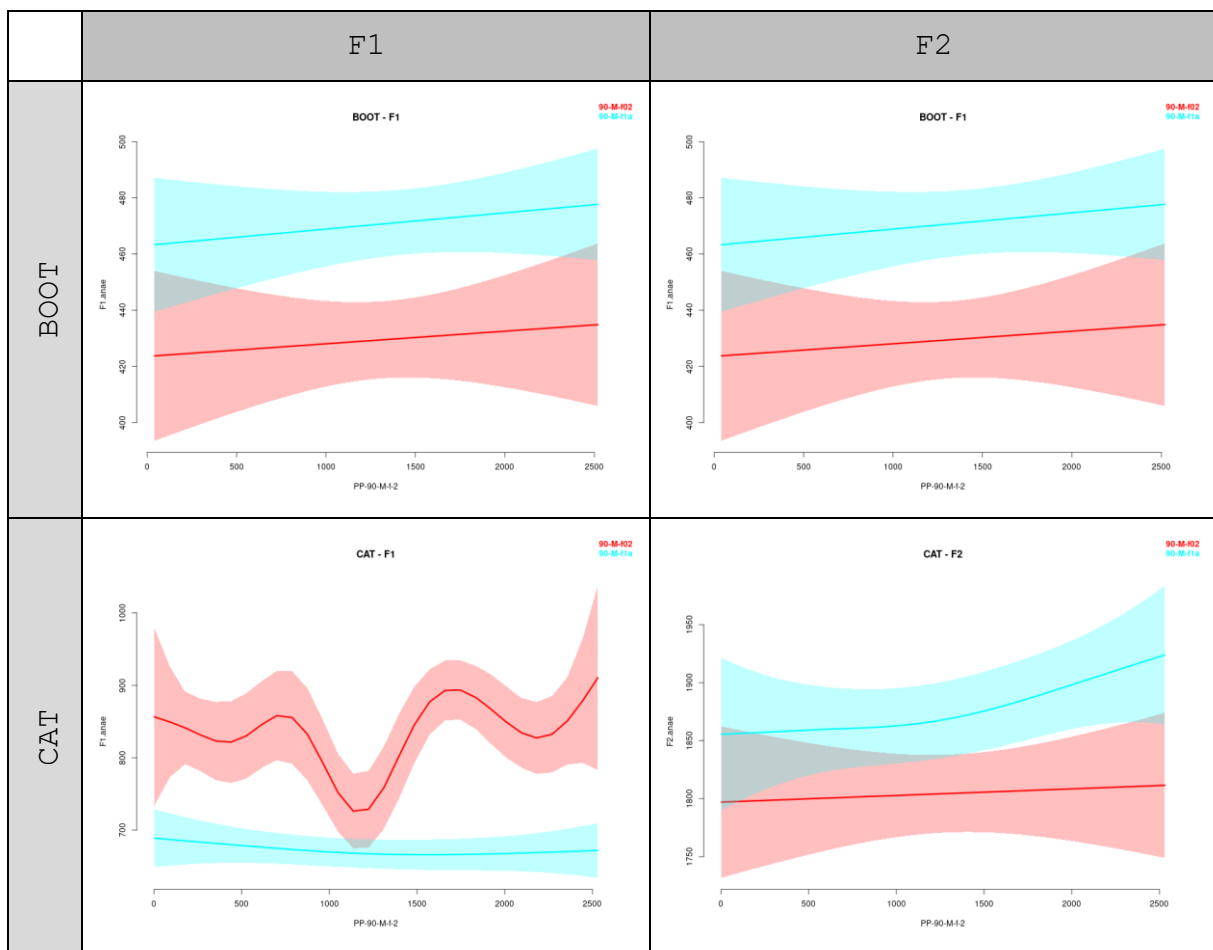 F1 F2
BOOT
BOOT - F1
90-M-f02
90-M-f1a
F1.anae
500
480
460
440
420
400
0 500 1000 1500 2000 2500
PP-90-M-f-2
BOOT - F1
90-M-f02
90-M-f1a
F1.anae
500
480
460
440
420
400
0 500 1000 1500 2000 2500
PP-90-M-f-2
CAT
CAT - F1
90-M-f02
90-M-f1a
F1.anae
1000
900
800
700
0 500 1000 1500 2000 2500
PP-90-M-f-2
CAT - F2
90-M-f02
90-M-f1a
F2.anae
1950
1900
1850
1800
1750
0 500 1000 1500 2000 2500
PP-90-M-f-2